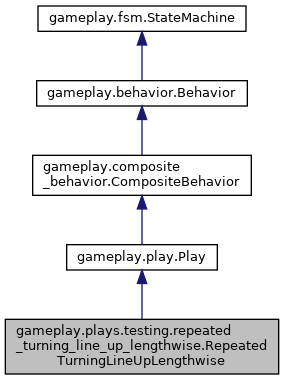 gameplay.fsm.StateMachine
gameplay.behavior.Behavior
gameplay.composite
_behavior.CompositeBehavior
gameplay.play.Play
gameplay.plays.testing.repeated
_turning_line_up_lengthwise.Repeated
TurningLineUpLengthwise